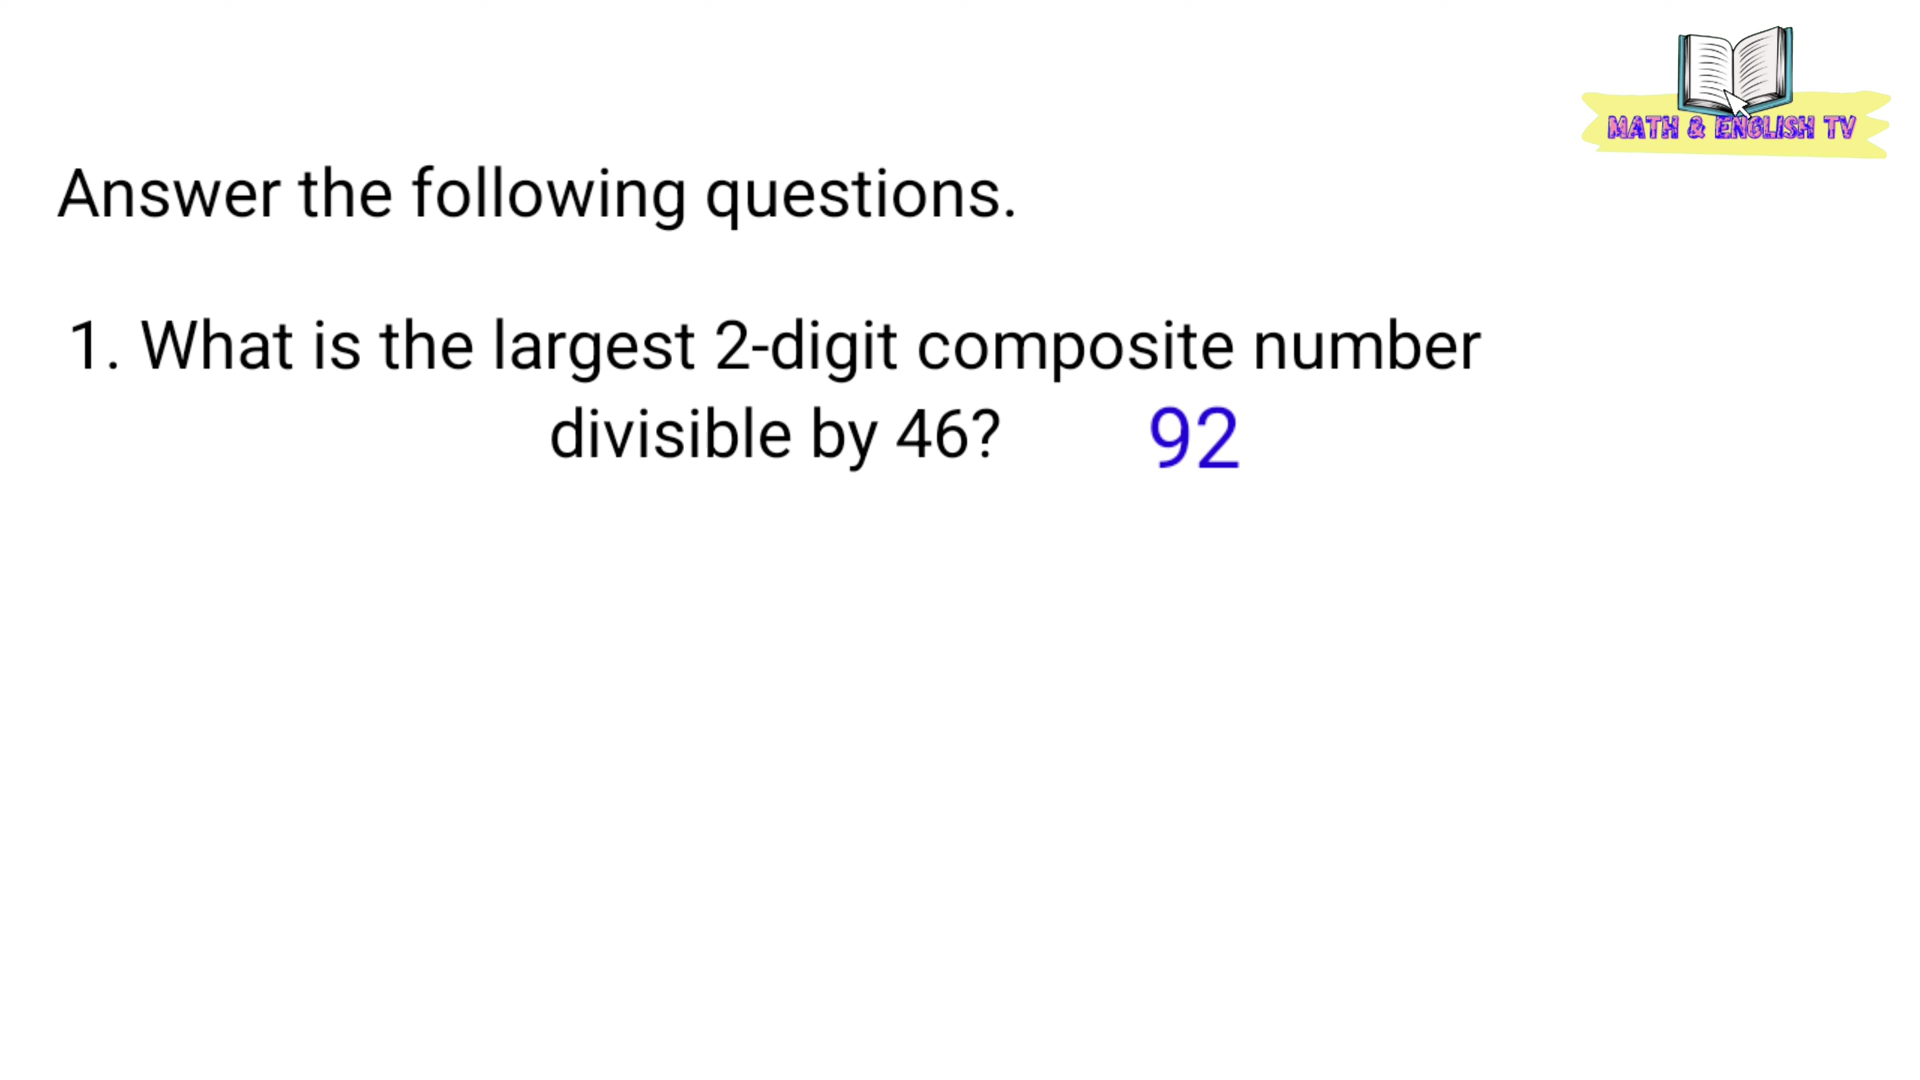 MATH & ENGLISH TV
Answer the following questions.
1. What is the largest 2-digit composite number
divisible by 46? 92